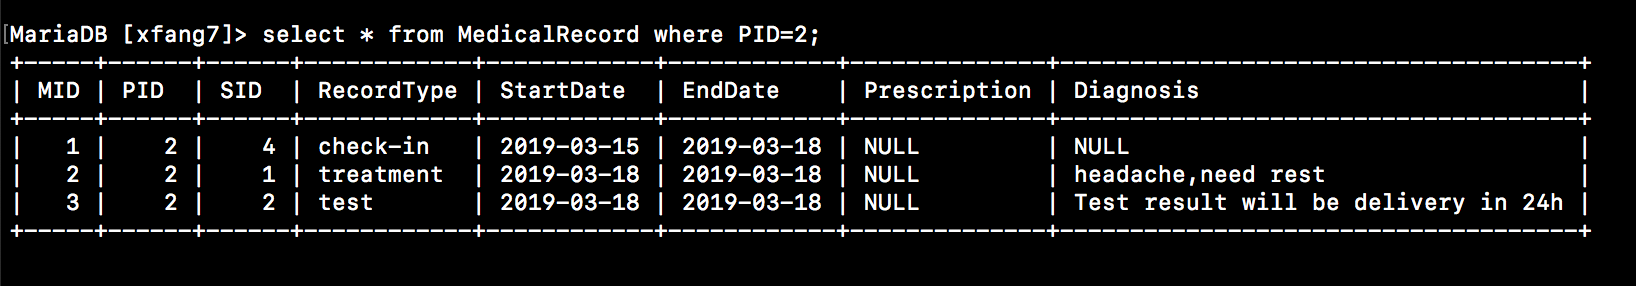 [MariaDB [xfang7]> select * from MedicalRecord where PID=2;
+-----+------+------+------------+------------+------------+--------------+-------------------------------------+
| MID | PID  | SID  | RecordType | StartDate  | EndDate    | Prescription | Diagnosis                           |
+-----+------+------+------------+------------+------------+--------------+-------------------------------------+
|   1 |    2 |    4 | check-in   | 2019-03-15 | 2019-03-18 | NULL         | NULL                                |
|   2 |    2 |    1 | treatment  | 2019-03-18 | 2019-03-18 | NULL         | headache,need rest                  |
|   3 |    2 |    2 | test       | 2019-03-18 | 2019-03-18 | NULL         | Test result will be delivery in 24h |
+-----+------+------+------------+------------+------------+--------------+-------------------------------------+